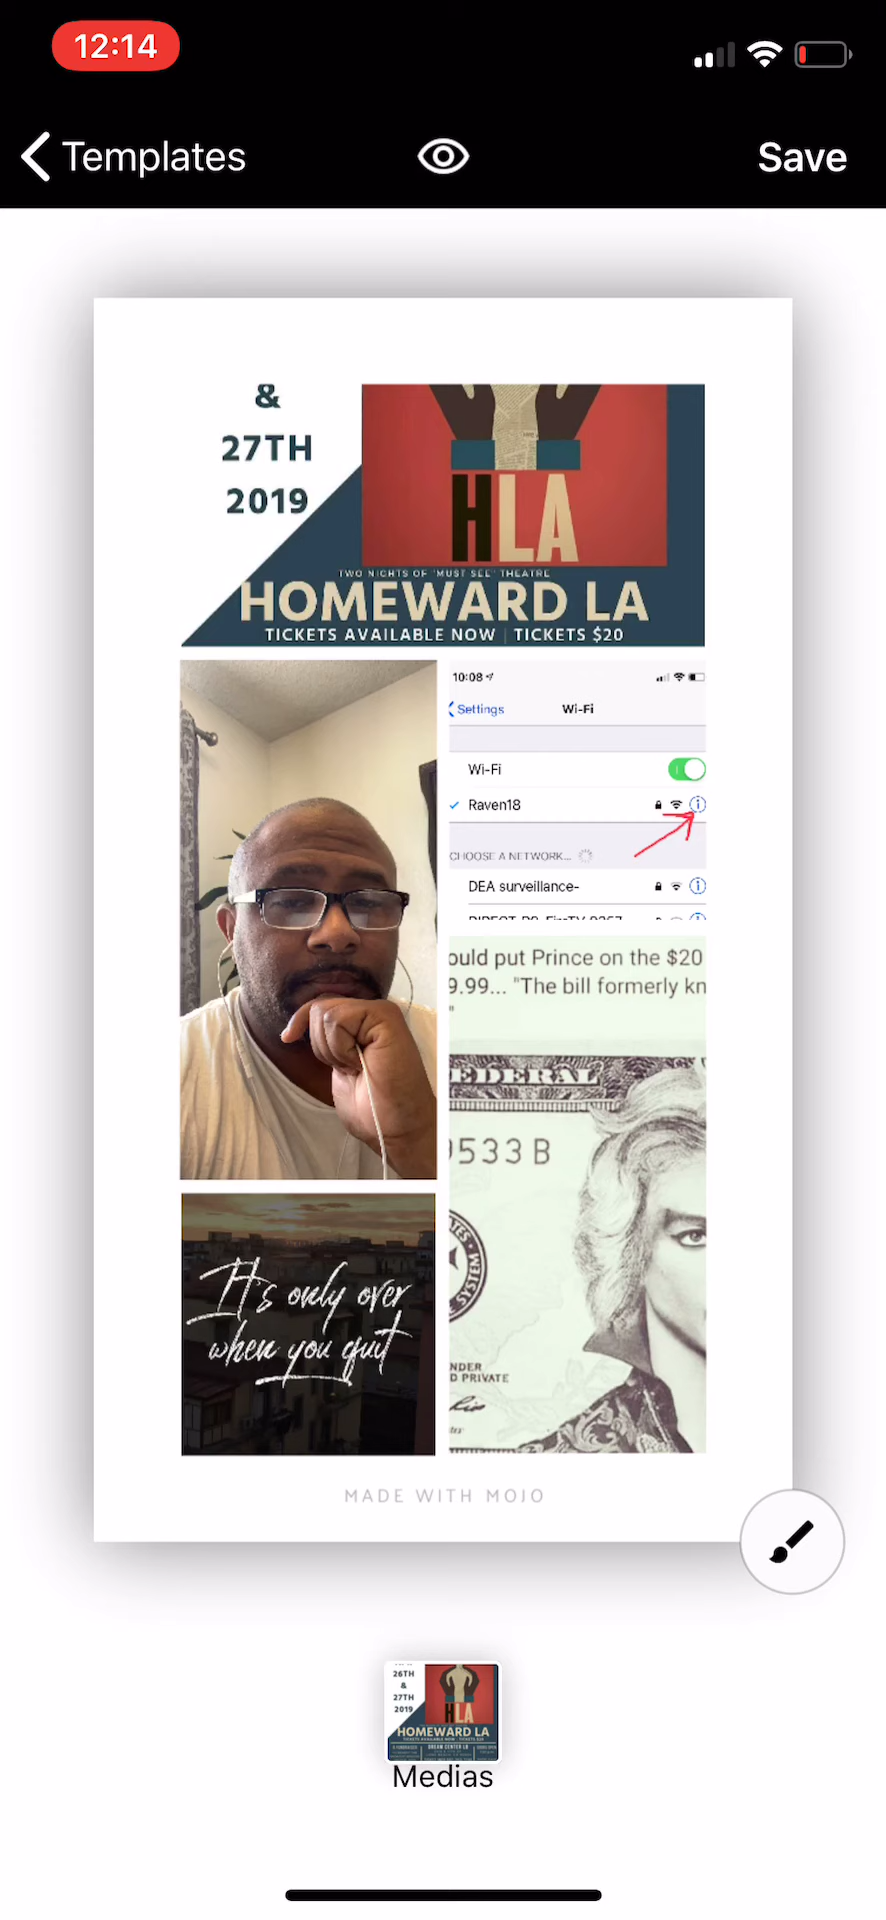 12:14
Templates
Save
&
27TH
2019
HLA
TWO NIGHTS OF "MUST SEE" THEATRE
HOMEWARD LA
TICKETS AVAILABLE NOW | TICKETS $20
10:08
Settings
Wi-Fi
Wi-Fi
Raven18
CHOOSE A NETWORK...
DEA surveillance-
ould put Prince on the $20
9.99... "The bill formerly kn
"
EDERAL
9533 B
TES
SYSTEM
NDER
D PRIVATE
It's only over
when you quit
MADE WITH MOJO
26TH
&
27TH
2019
HLA
HOMEWARD LA
Medias